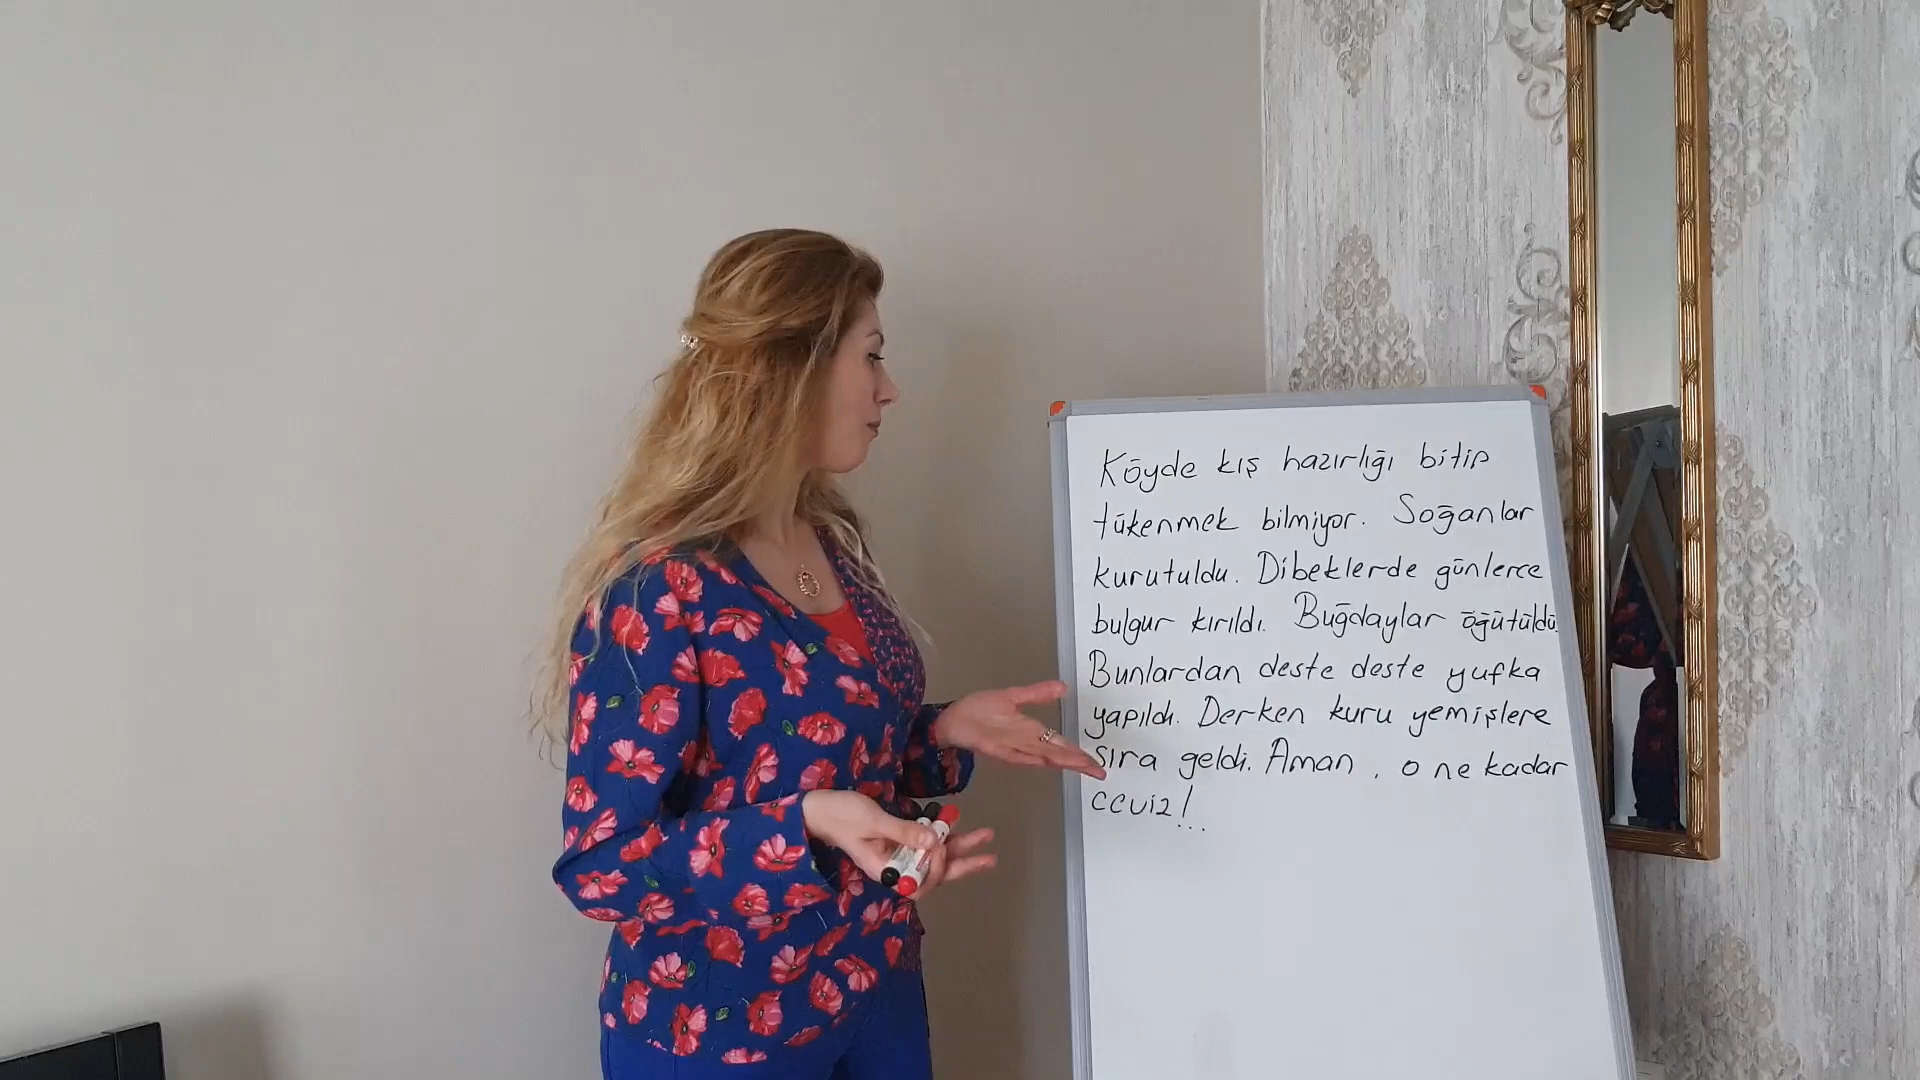 Köyde kış hazırlığı bitip
tükenmek bilmiyor. Soğanlar
kurutuldu. Dibeklerde günlerce
bulgur kırıldı. Buğdaylar öğütüldü.
Bunlardan deste deste yufka
yapıldı. Derken kuru yemişlere
sıra geldi. Aman, o ne kadar
ceviz!...